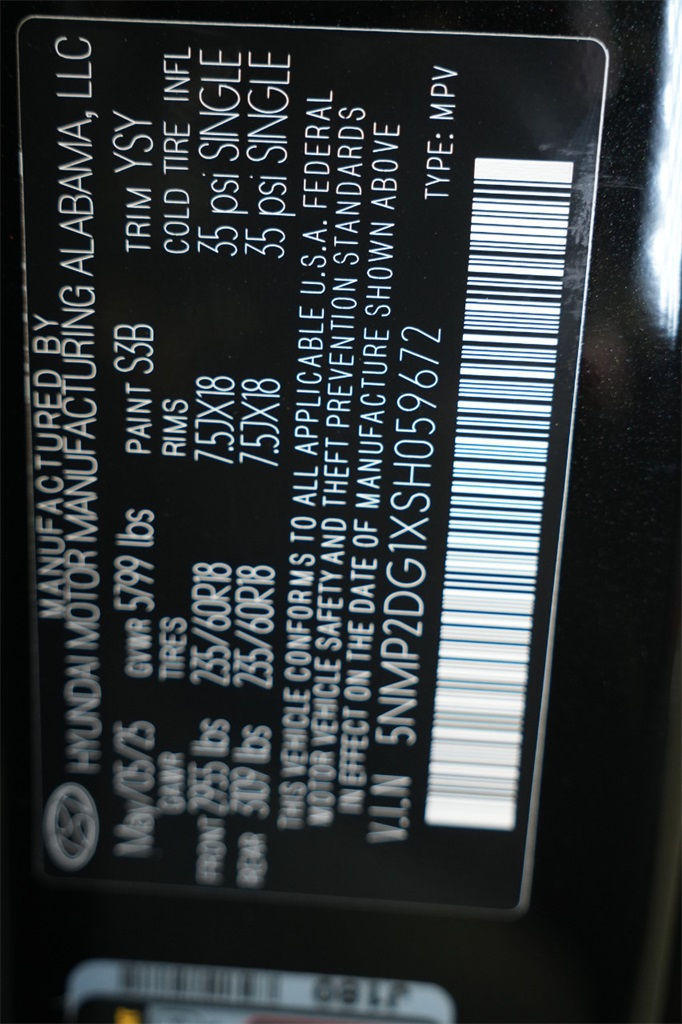 MANUFACTURED BY
HYUNDAI MOTOR MANUFACTURING ALABAMA, LLC
May/05/25 GVWR 5799 lbs PAINT S3B TRIM YSY
GAWR TIRES RIMS COLD TIRE INFL
FRONT 2955 lbs 235/60R18 7.5JX18 35 psi SINGLE
REAR 3109 lbs 235/60R18 7.5JX18 35 psi SINGLE
THIS VEHICLE CONFORMS TO ALL APPLICABLE U.S.A. FEDERAL
MOTOR VEHICLE SAFETY AND THEFT PREVENTION STANDARDS
IN EFFECT ON THE DATE OF MANUFACTURE SHOWN ABOVE
V.I.N 5NMP2DG1XSH059672 TYPE: MPV